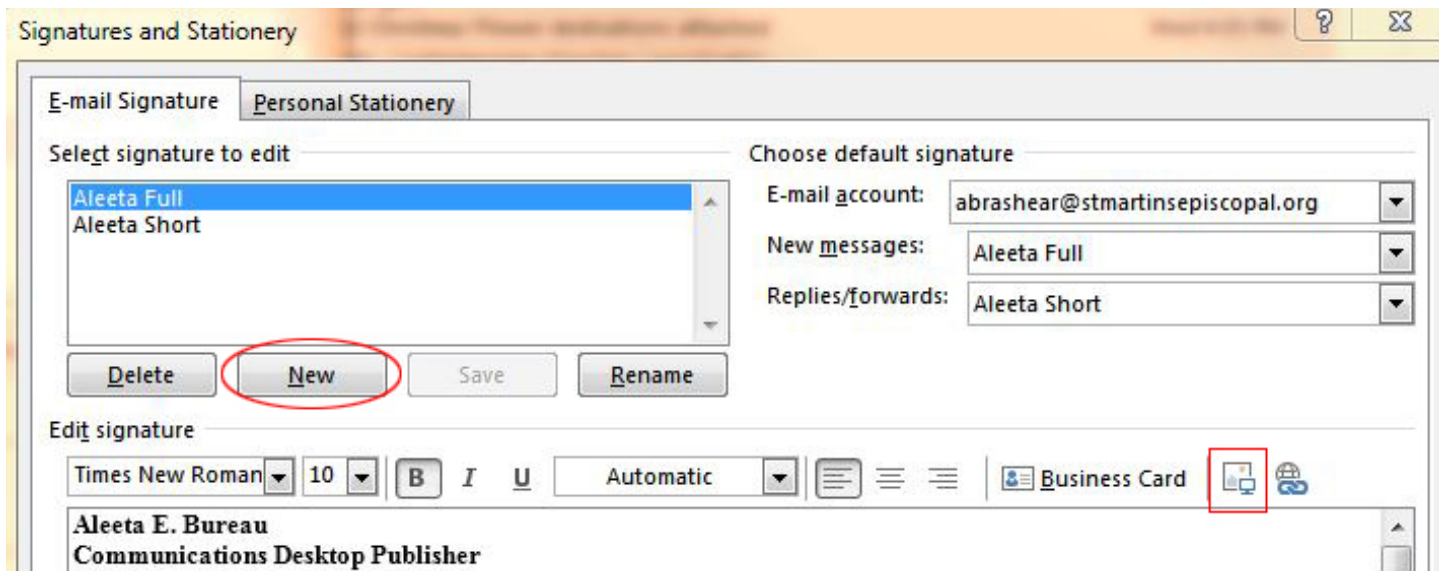 Signatures and Stationery
E-mail Signature Personal Stationery
Select signature to edit
Aleeta Full
Aleeta Short
Delete New Save Rename
Choose default signature
E-mail account: abrashear@stmartinsepiscopal.org
New messages: Aleeta Full
Replies/forwards: Aleeta Short
Edit signature
Times New Roman 10 B I U Automatic Business Card
Aleeta E. Bureau
Communications Desktop Publisher